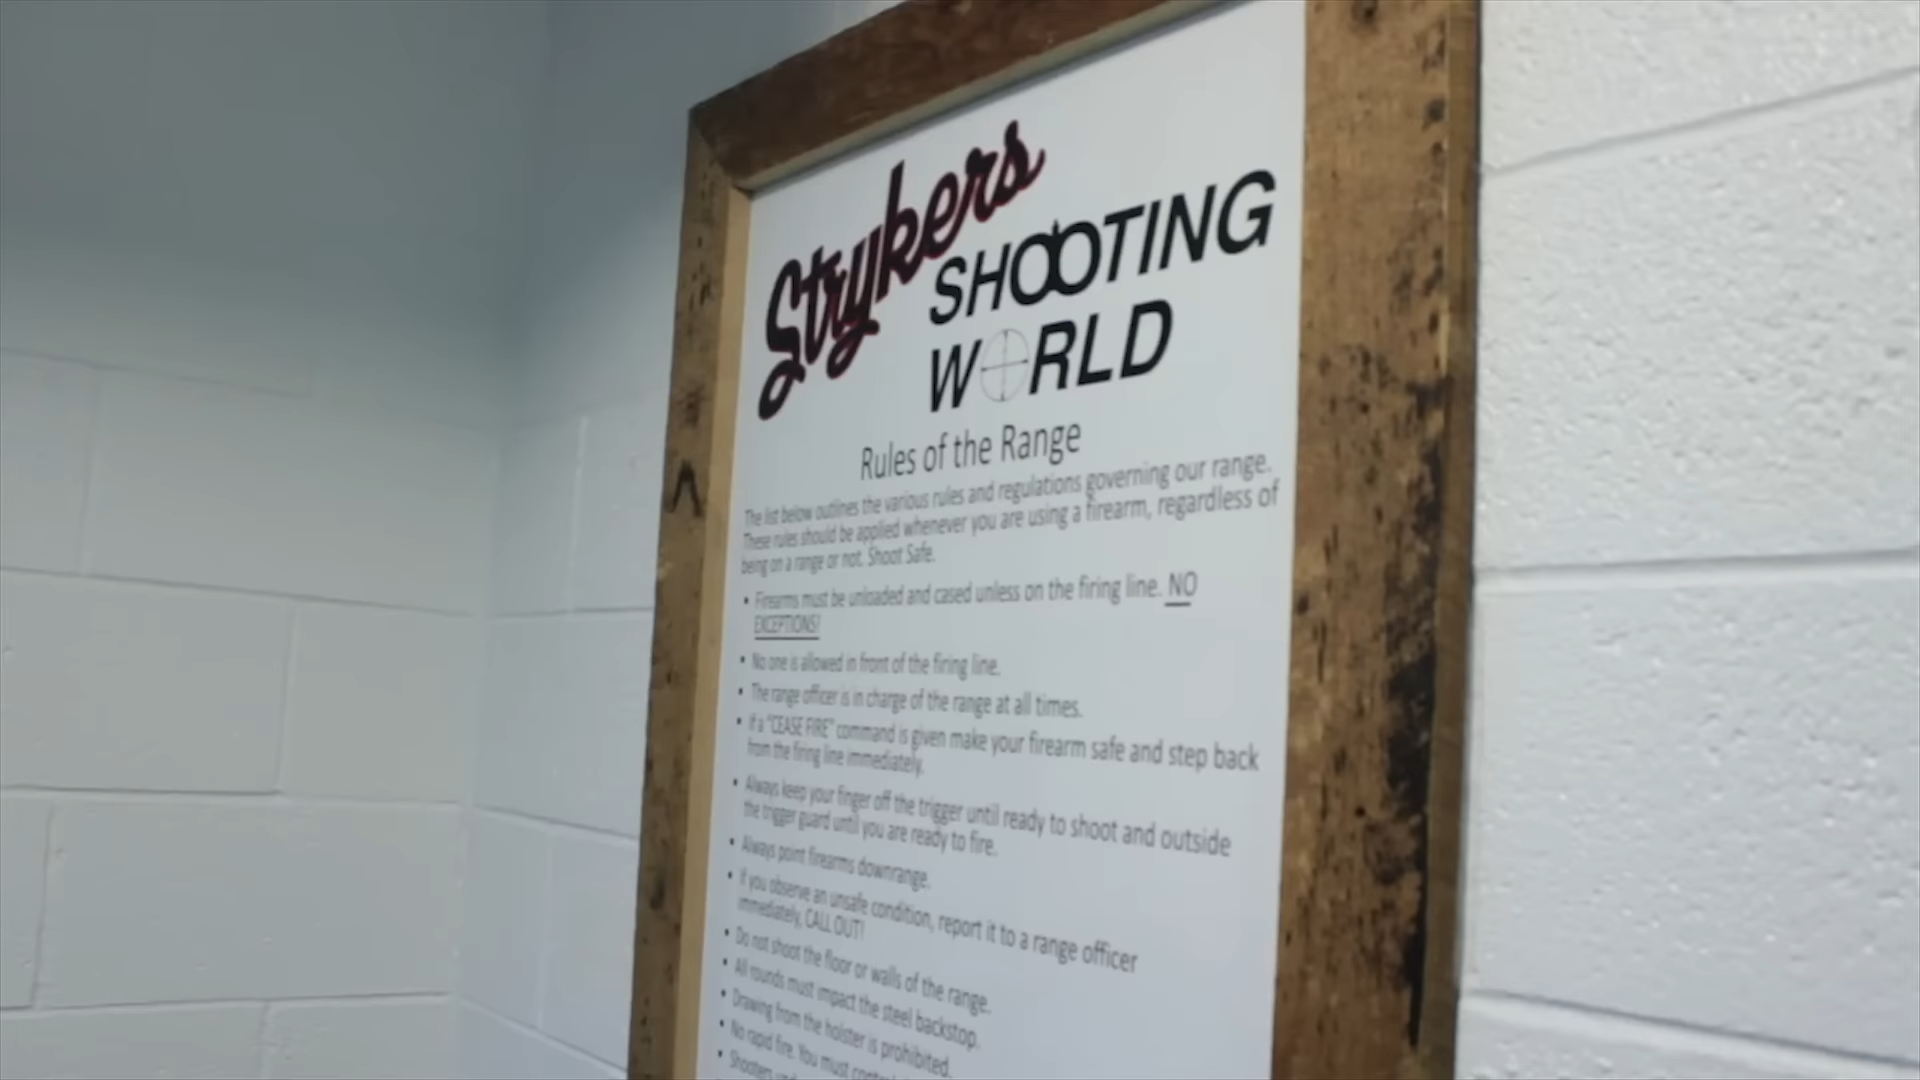 Strykers
SHOOTING
WORLD
Rules of the Range
The list below outlines the various rules and regulations governing our range.
These rules should be applied whenever you are using a firearm, regardless of
being on a range or not. Shoot Safe.
• Firearms must be unloaded and cased unless on the firing line. NO
EXCEPTIONS!
• No one is allowed in front of the firing line.
• The range officer is in charge of the range at all times.
• If a "CEASE FIRE" command is given make your firearm safe and step back
from the firing line immediately.
• Always keep your finger off the trigger until ready to shoot and outside
the trigger guard until you are ready to fire.
• Always point firearms downrange.
• If you observe an unsafe condition, report it to a range officer
immediately, CALL OUT!
• Do not shoot the floor or walls of the range.
• All rounds must impact the steel backstop.
• Drawing from the holster is prohibited.
• No rapid fire. You must
• Shooters